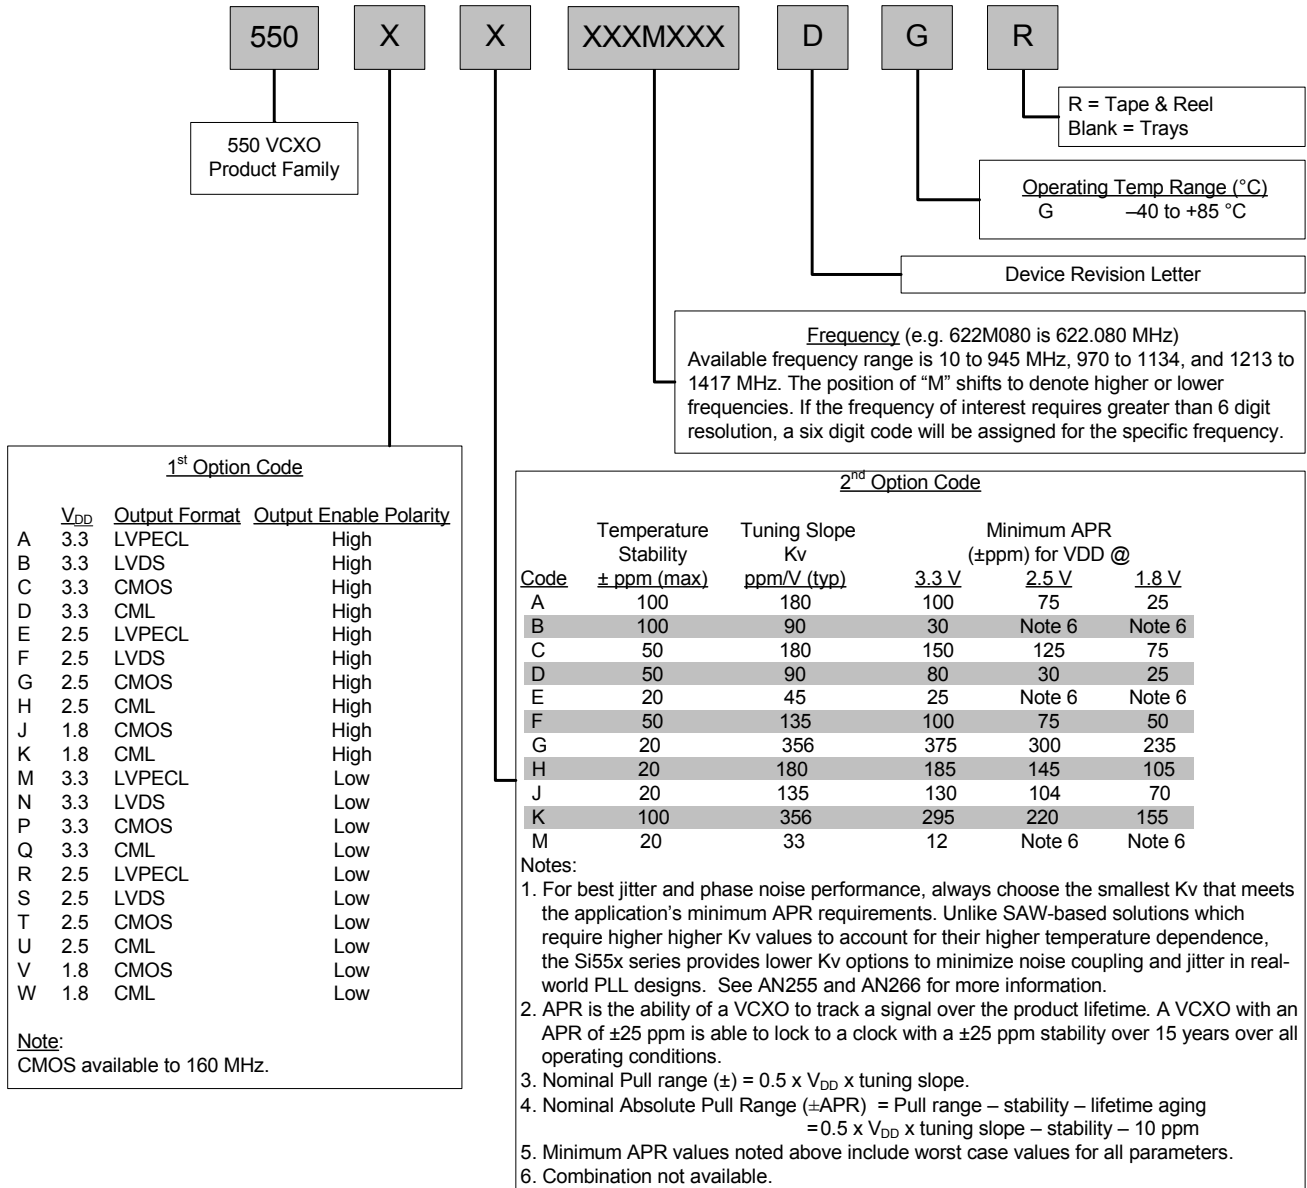 550 X X XXXMXXX D G R
R = Tape & Reel
Blank = Trays
550 VCXO
Product Family
Operating Temp Range (°C)
G –40 to +85 °C
Device Revision Letter
Frequency (e.g. 622M080 is 622.080 MHz)
Available frequency range is 10 to 945 MHz, 970 to 1134, and 1213 to
1417 MHz. The position of “M” shifts to denote higher or lower
frequencies. If the frequency of interest requires greater than 6 digit
resolution, a six digit code will be assigned for the specific frequency.
1st Option Code
VDD Output Format Output Enable Polarity
A 3.3 LVPECL High
B 3.3 LVDS High
C 3.3 CMOS High
D 3.3 CML High
E 2.5 LVPECL High
F 2.5 LVDS High
G 2.5 CMOS High
H 2.5 CML High
J 1.8 CMOS High
K 1.8 CML High
M 3.3 LVPECL Low
N 3.3 LVDS Low
P 3.3 CMOS Low
Q 3.3 CML Low
R 2.5 LVPECL Low
S 2.5 LVDS Low
T 2.5 CMOS Low
U 2.5 CML Low
V 1.8 CMOS Low
W 1.8 CML Low
Note:
CMOS available to 160 MHz.
2nd Option Code
Temperature Tuning Slope Minimum APR
Stability Kv (±ppm) for VDD @
Code ± ppm (max) ppm/V (typ) 3.3 V 2.5 V 1.8 V
A 100 180 100 75 25
B 100 90 30 Note 6 Note 6
C 50 180 150 125 75
D 50 90 80 30 25
E 20 45 25 Note 6 Note 6
F 50 135 100 75 50
G 20 356 375 300 235
H 20 180 185 145 105
J 20 135 130 104 70
K 100 356 295 220 155
M 20 33 12 Note 6 Note 6
Notes:
1. For best jitter and phase noise performance, always choose the smallest Kv that meets
the application’s minimum APR requirements. Unlike SAW-based solutions which
require higher higher Kv values to account for their higher temperature dependence,
the Si55x series provides lower Kv options to minimize noise coupling and jitter in real-
world PLL designs. See AN255 and AN266 for more information.
2. APR is the ability of a VCXO to track a signal over the product lifetime. A VCXO with an
APR of ±25 ppm is able to lock to a clock with a ±25 ppm stability over 15 years over all
operating conditions.
3. Nominal Pull range (±) = 0.5 x VDD x tuning slope.
4. Nominal Absolute Pull Range (±APR) = Pull range – stability – lifetime aging
= 0.5 x VDD x tuning slope – stability – 10 ppm
5. Minimum APR values noted above include worst case values for all parameters.
6. Combination not available.